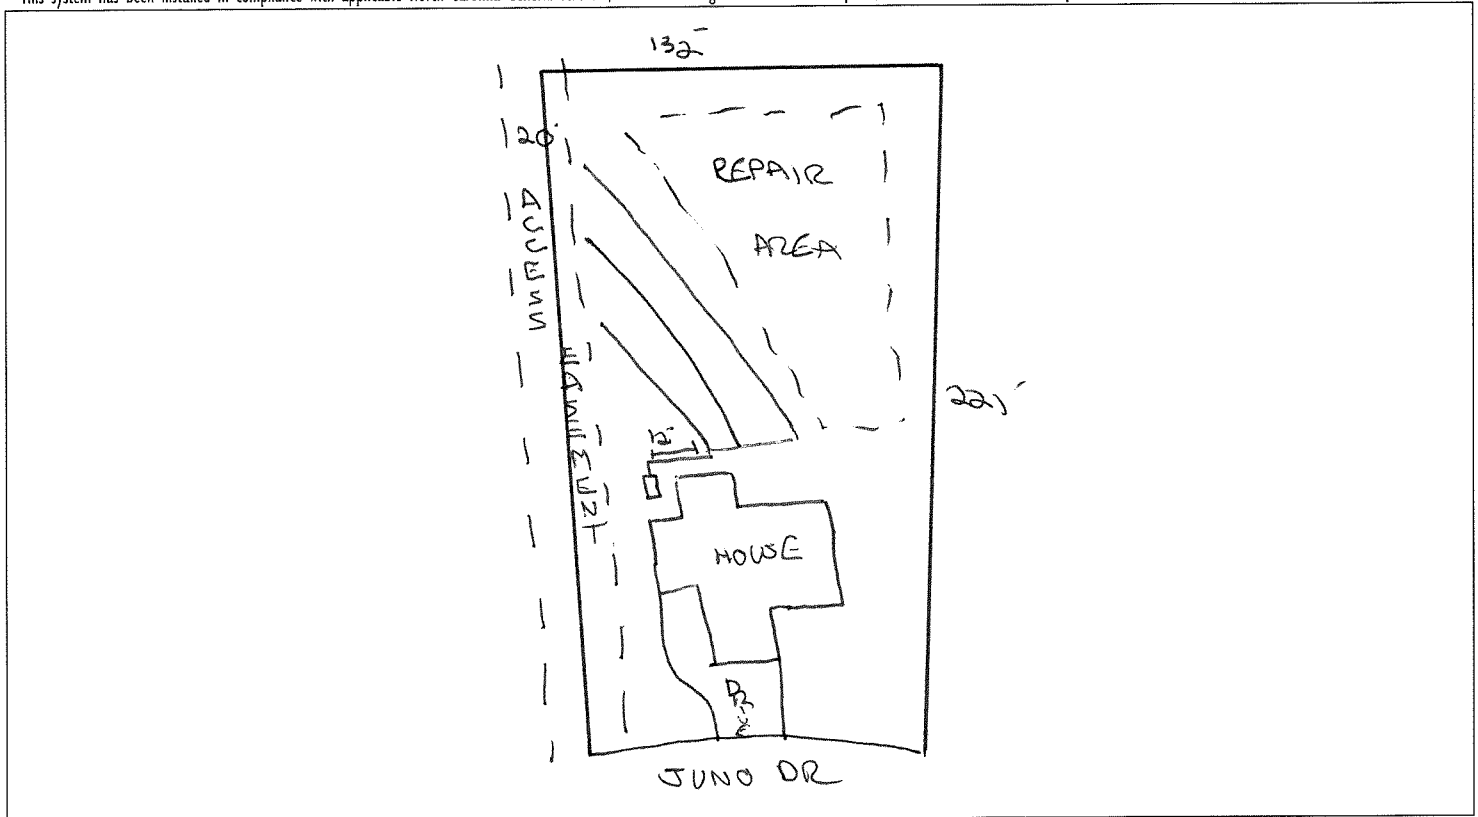 132'
20'
ACCESS
EASEMENT
REPAIR
AREA
221'
12'
HOUSE
DRIVE
JUNO DR